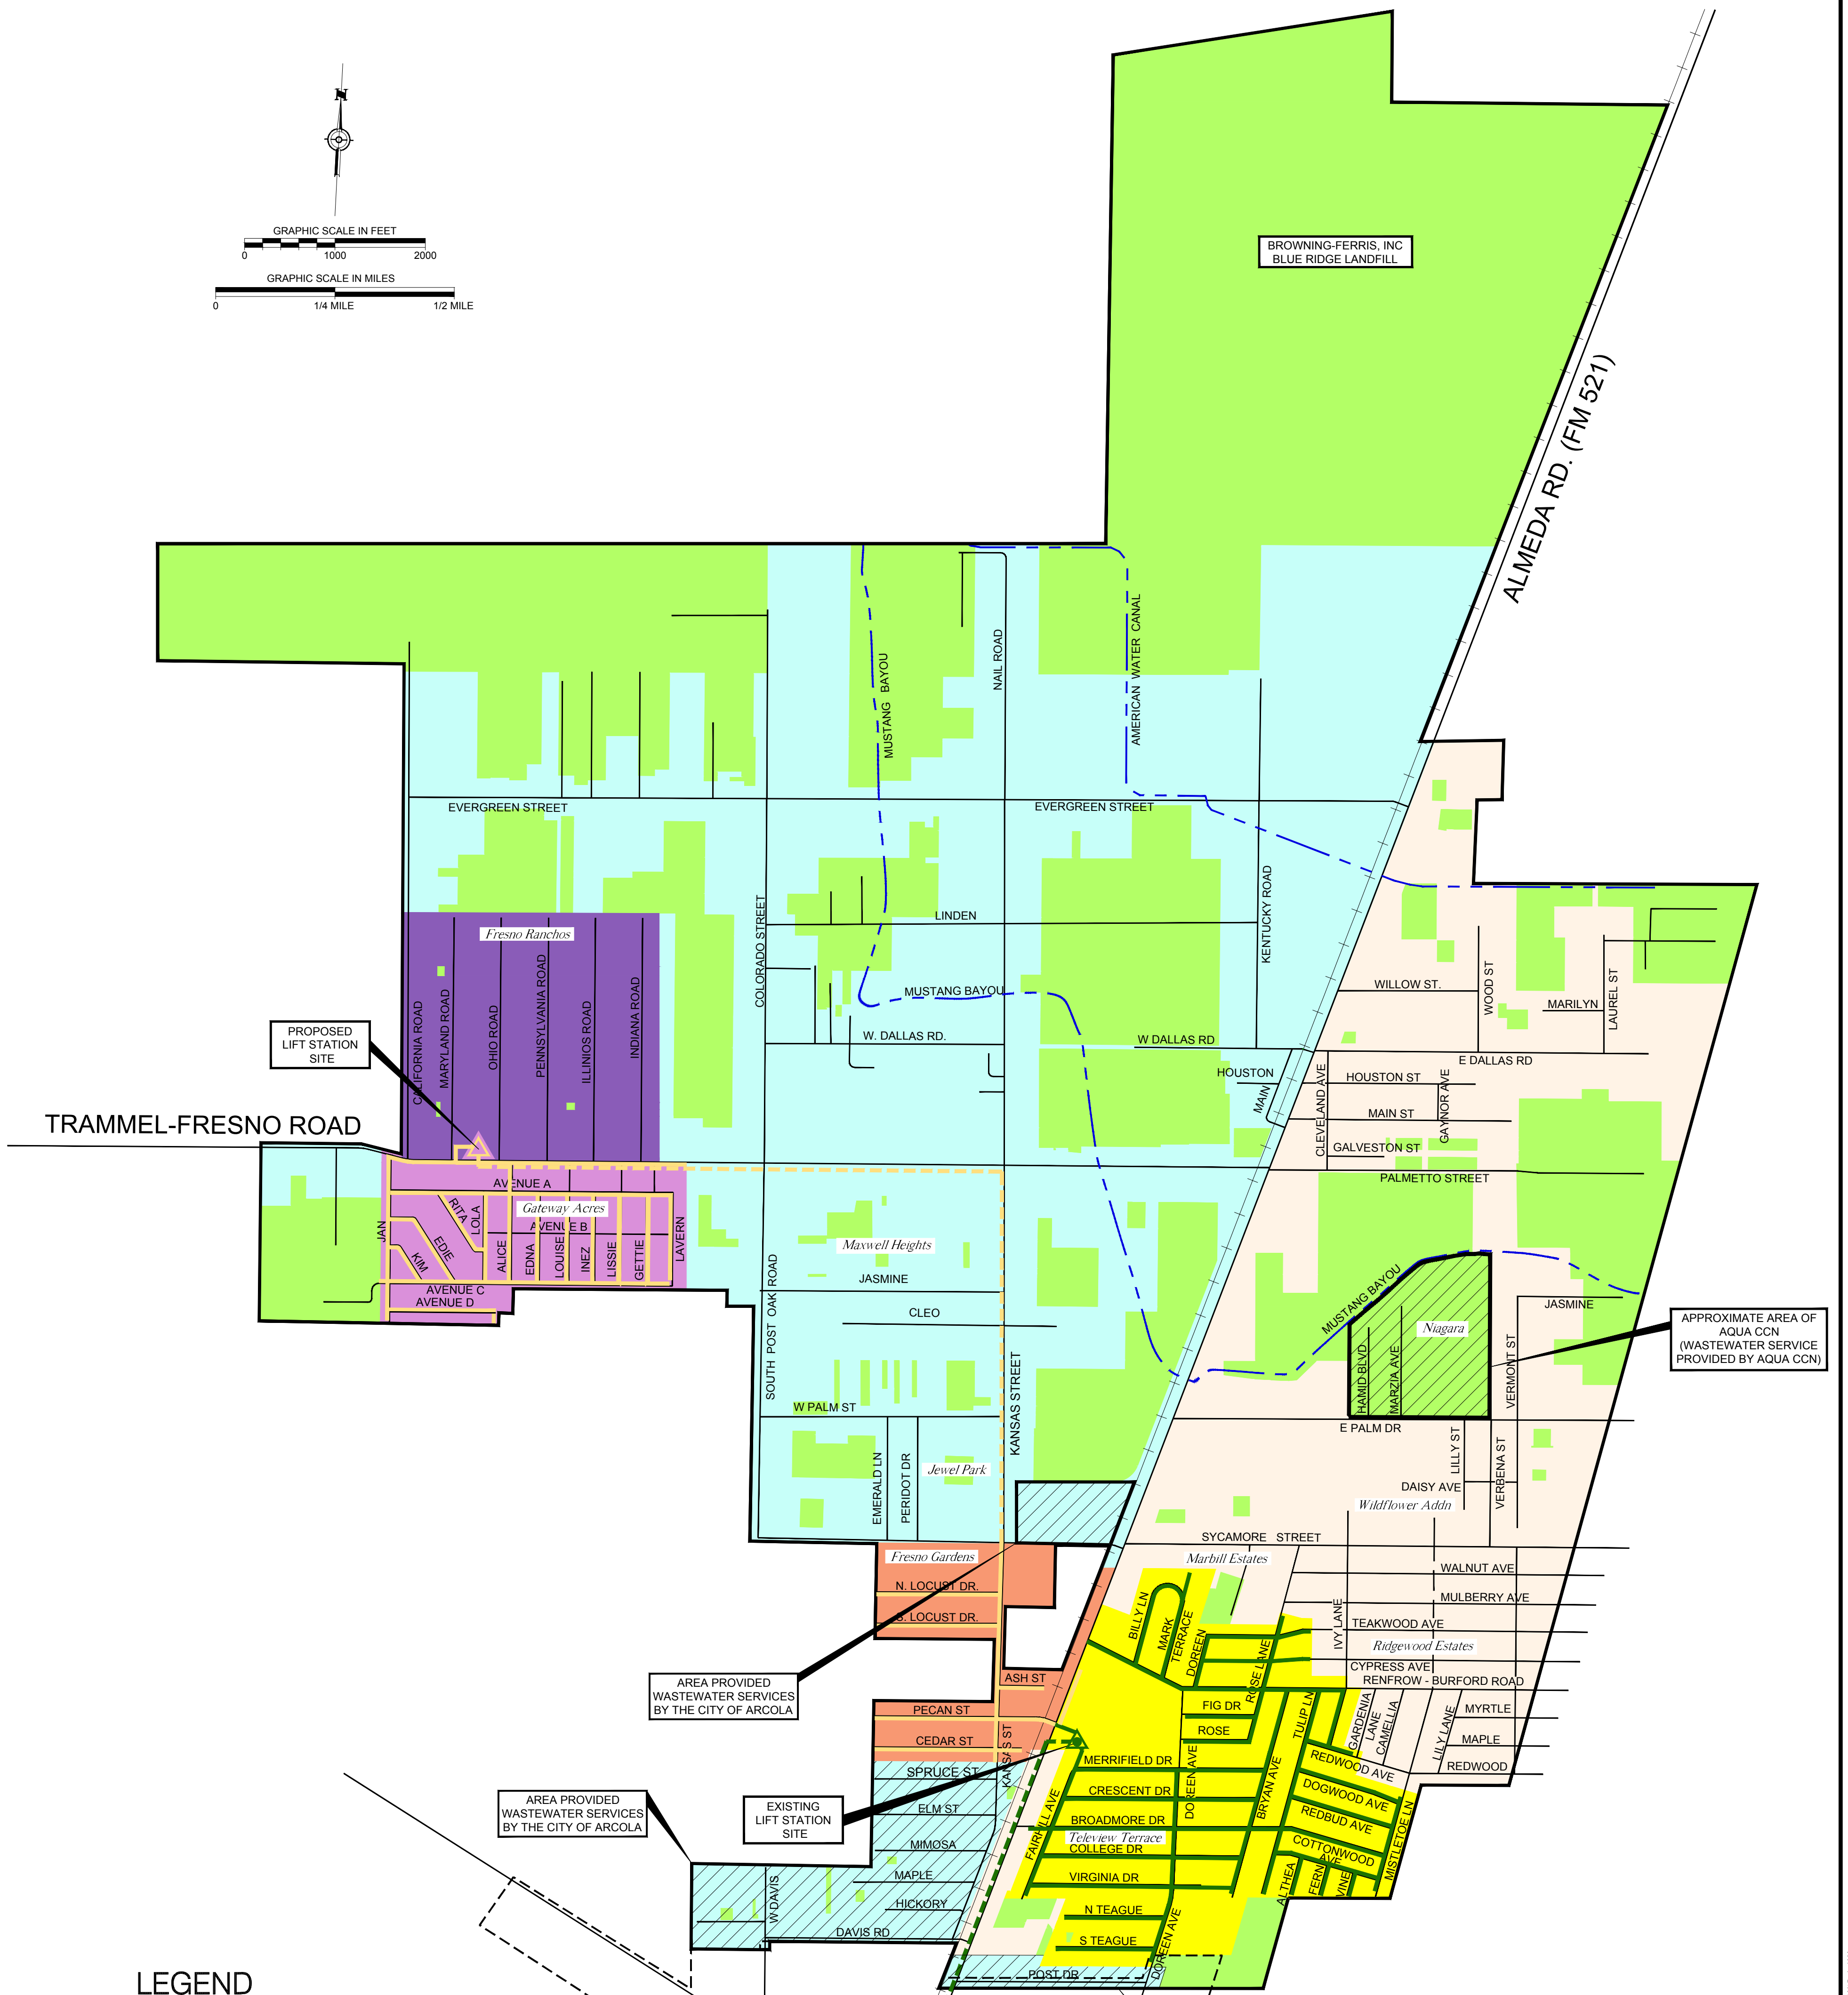 N
GRAPHIC SCALE IN FEET
0 1000 2000
GRAPHIC SCALE IN MILES
0 1/4 MILE 1/2 MILE
BROWNING-FERRIS, INC
BLUE RIDGE LANDFILL
ALMEDA RD. (FM 521)
MUSTANG BAYOU
NAIL ROAD
AMERICAN WATER CANAL
EVERGREEN STREET
EVERGREEN STREET
COLORADO STREET
LINDEN
KENTUCKY ROAD
Fresno Ranchos
CALIFORNIA ROAD
MARYLAND ROAD
OHIO ROAD
PENNSYLVANIA ROAD
ILLINIOS ROAD
INDIANA ROAD
MUSTANG BAYOU
W. DALLAS RD.
W DALLAS RD
WILLOW ST.
WOOD ST
MARILYN
LAUREL ST
E DALLAS RD
PROPOSED
LIFT STATION
SITE
HOUSTON
MAIN
CLEVELAND AVE
HOUSTON ST
MAIN ST
GAYNOR AVE
GALVESTON ST
PALMETTO STREET
TRAMMEL-FRESNO ROAD
AVENUE A
Gateway Acres
AVENUE B
JAN
RITA
LOLA
EDIE
KIM
ALICE
EDNA
LOUISE
INEZ
LISSIE
GETTIE
LAVERN
AVENUE C
AVENUE D
SOUTH POST OAK ROAD
Maxwell Heights
JASMINE
CLEO
KANSAS STREET
W PALM ST
EMERALD LN
PERIDOT DR
Jewel Park
MUSTANG BAYOU
Niagara
HAMID BLVD
MARZIA AVE
VERMONT ST
JASMINE
APPROXIMATE AREA OF
AQUA CCN
(WASTEWATER SERVICE
PROVIDED BY AQUA CCN)
E PALM DR
LILLY ST
VERBENA ST
DAISY AVE
Wildflower Addn
SYCAMORE STREET
Marbill Estates
WALNUT AVE
MULBERRY AVE
IVY LANE
TEAKWOOD AVE
Ridgewood Estates
CYPRESS AVE
RENFROW - BURFORD ROAD
Fresno Gardens
N. LOCUST DR.
S. LOCUST DR.
ASH ST
PECAN ST
CEDAR ST
KANSAS ST
SPRUCE ST
ELM ST
MIMOSA
MAPLE
HICKORY
W DAVIS
DAVIS RD
AREA PROVIDED
WASTEWATER SERVICES
BY THE CITY OF ARCOLA
AREA PROVIDED
WASTEWATER SERVICES
BY THE CITY OF ARCOLA
EXISTING
LIFT STATION
SITE
BILLY LN
MARK
TERRACE
DOREEN
ROSE LANE
FIG DR
ROSE
TULIP LN
GARDENIA
LANE
CAMELLIA
LILY LANE
MYRTLE
MAPLE
REDWOOD
MERRIFIELD DR
CRESCENT DR
BROADMORE DR
Teleview Terrace
COLLEGE DR
VIRGINIA DR
N TEAGUE
S TEAGUE
POST DR
FAIRHILL AVE
DOREEN AVE
DOREEN AVE
BRYAN AVE
REDWOOD AVE
DOGWOOD AVE
REDBUD AVE
COTTONWOOD
AVE
MISTLETOE LN
ALTHEA
FERN
VINE
LEGEND